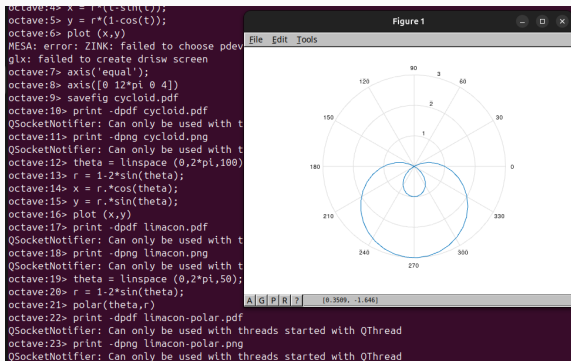 octave:4> x = r*(t-sin(t));
octave:5> y = r*(1-cos(t));
octave:6> plot (x,y)
MESA: error: ZINK: failed to choose pdev
glx: failed to create drisw screen
octave:7> axis('equal');
octave:8> axis([0 12*pi 0 4])
octave:9> savefig cycloid.pdf
octave:10> print -dpdf cycloid.pdf
QSocketNotifier: Can only be used with t
octave:11> print -dpng cycloid.png
QSocketNotifier: Can only be used with t
octave:12> theta = linspace (0,2*pi,100)
octave:13> r = 1-2*sin(theta);
octave:14> x = r.*cos(theta);
octave:15> y = r.*sin(theta);
octave:16> plot (x,y)
octave:17> print -dpdf limacon.pdf
QSocketNotifier: Can only be used with t
octave:18> print -dpng limacon.png
QSocketNotifier: Can only be used with t
octave:19> theta = linspace (0,2*pi,50);
octave:20> r = 1-2*sin(theta);
octave:21> polar(theta,r)
octave:22> print -dpdf limacon-polar.pdf
QSocketNotifier: Can only be used with threads started with QThread
octave:23> print -dpng limacon-polar.png
QSocketNotifier: Can only be used with threads started with QThread
Figure 1
File Edit Tools
90
120 3 60
2
150 1 30
180 0
210 330
240 300
270
A G P R ? [0.3509, -1.646]